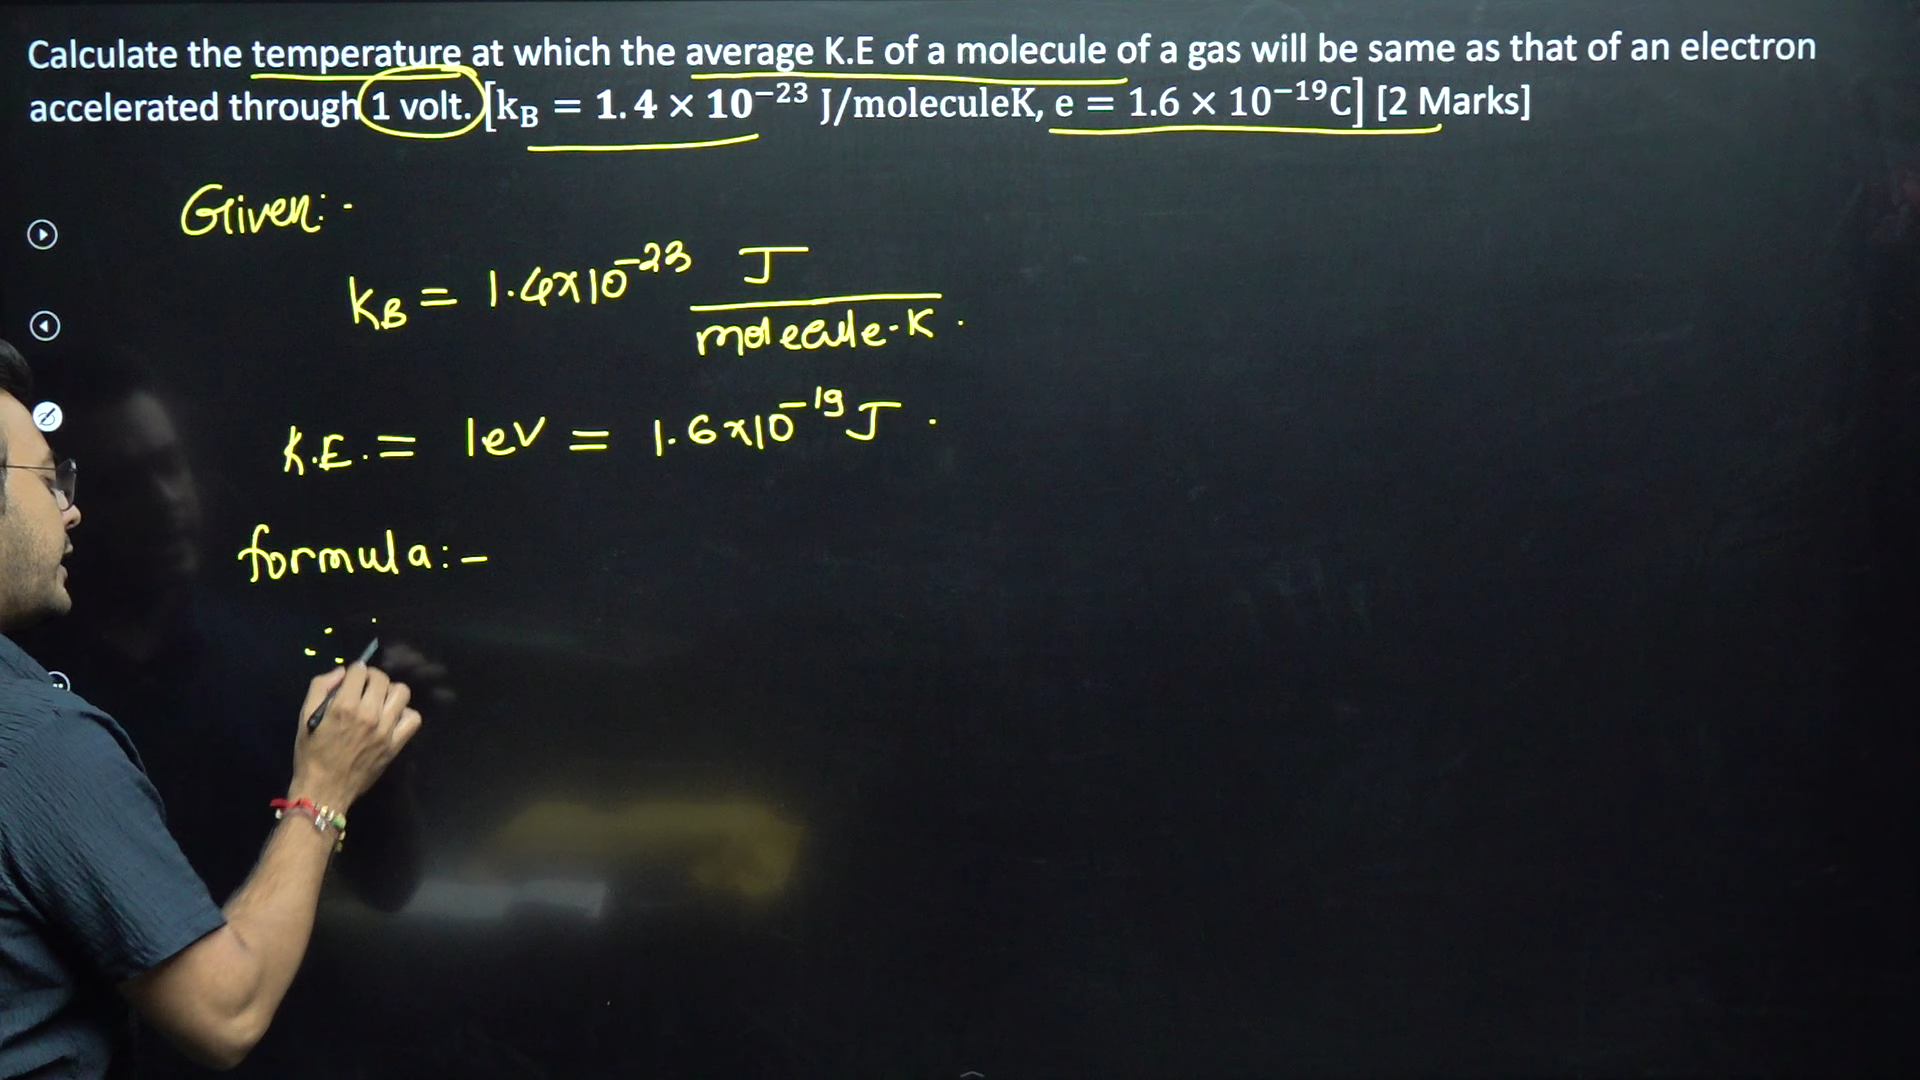 Calculate the temperature at which the average K.E of a molecule of a gas will be same as that of an electron
accelerated through 1 volt. [k_B = 1.4 × 10⁻²³ J/moleculeK, e = 1.6 × 10⁻¹⁹C] [2 Marks]
Given:-
k_B = 1.4×10⁻²³ J / molecule-K.
K.E. = 1eV = 1.6×10⁻¹⁹ J.
formula:-
∴